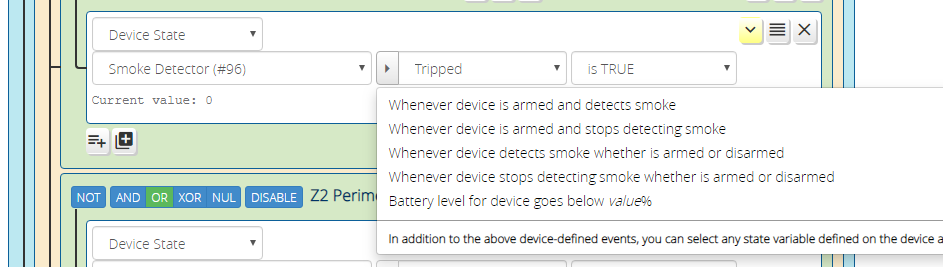 Device State
Smoke Detector (#96) Tripped is TRUE
Current value: 0
Whenever device is armed and detects smoke
Whenever device is armed and stops detecting smoke
Whenever device detects smoke whether is armed or disarmed
Whenever device stops detecting smoke whether is armed or disarmed
Battery level for device goes below value%
In addition to the above device-defined events, you can select any state variable defined on the device a
NOT AND OR XOR NUL DISABLE Z2 Perim
Device State